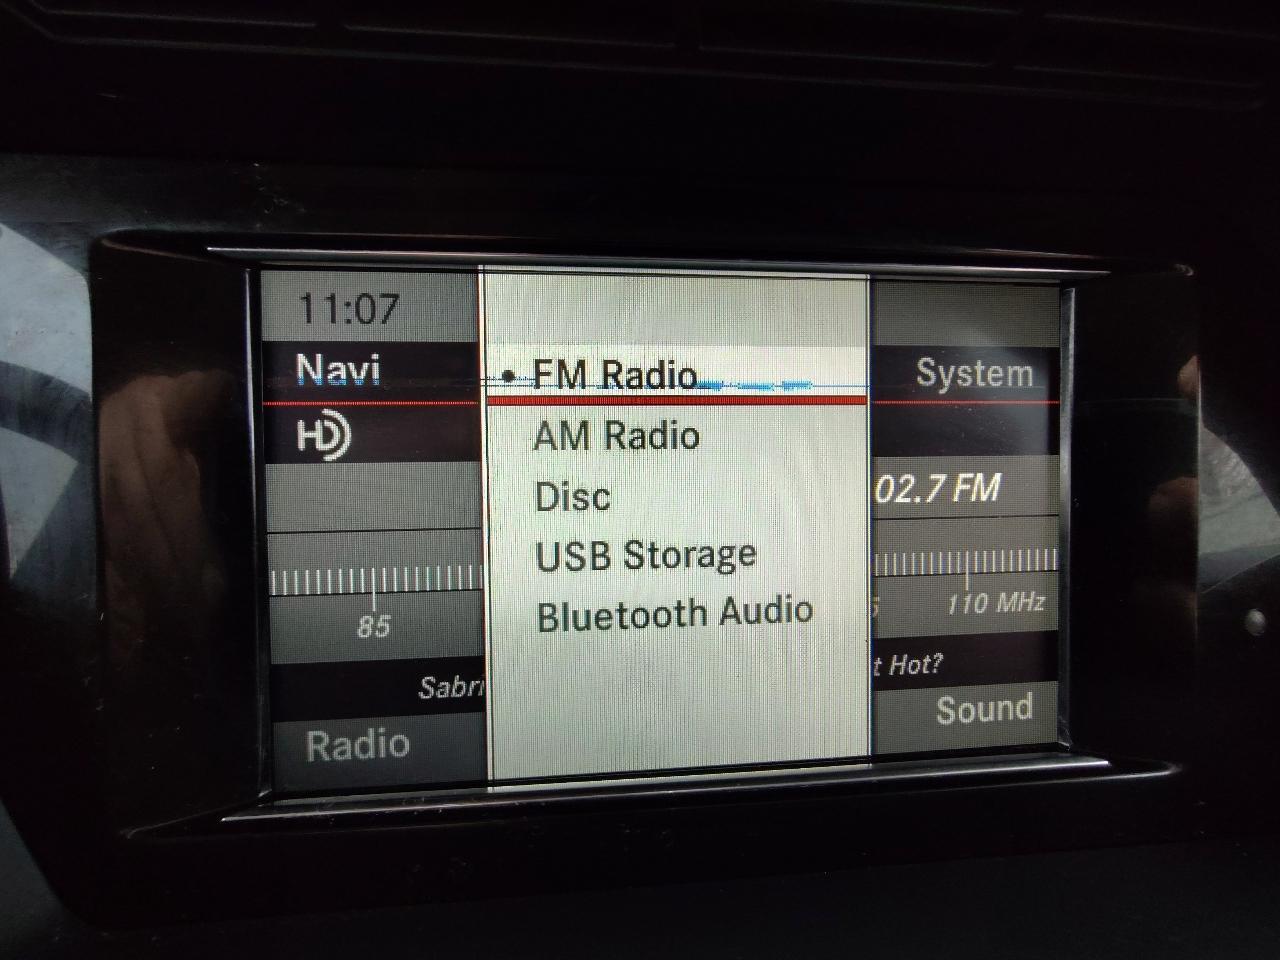 11:07
Navi
System
FM Radio
HD
AM Radio
Disc
02.7 FM
USB Storage
Bluetooth Audio
85
110 MHz
Sabri
t Hot?
Radio
Sound